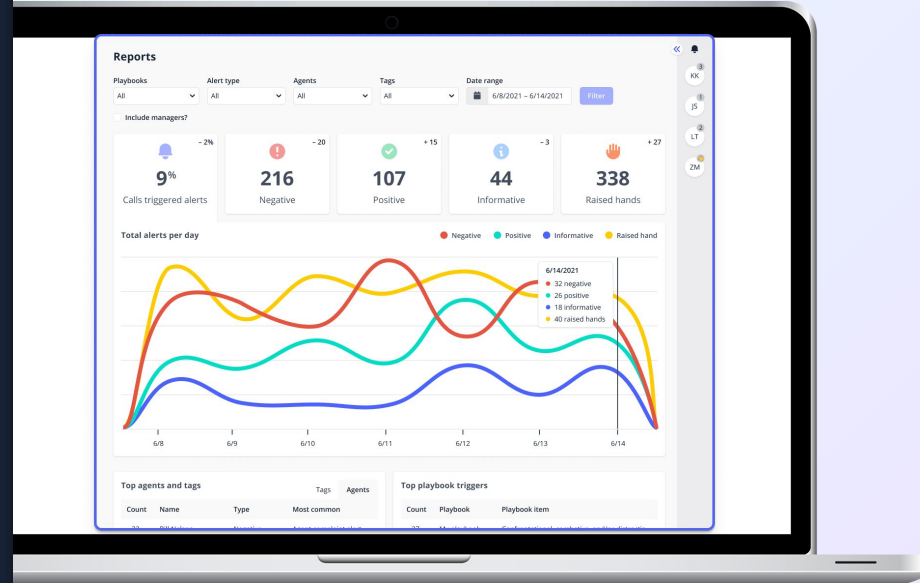 Reports
Playbooks Alert type Agents Tags Date range
All All All All 6/8/2021 – 6/14/2021 Filter
Include managers?
– 2% – 20 + 15 – 3 + 27
9% 216 107 44 338
Calls triggered alerts Negative Positive Informative Raised hands
Total alerts per day Negative Positive Informative Raised hand
6/14/2021
32 negative
26 positive
18 informative
40 raised hands
6/8 6/9 6/10 6/11 6/12 6/13 6/14
Top agents and tags Tags Agents Top playbook triggers
Count Name Type Most common Count Playbook Playbook item
3
KK
1
JS
2
LT
ZM